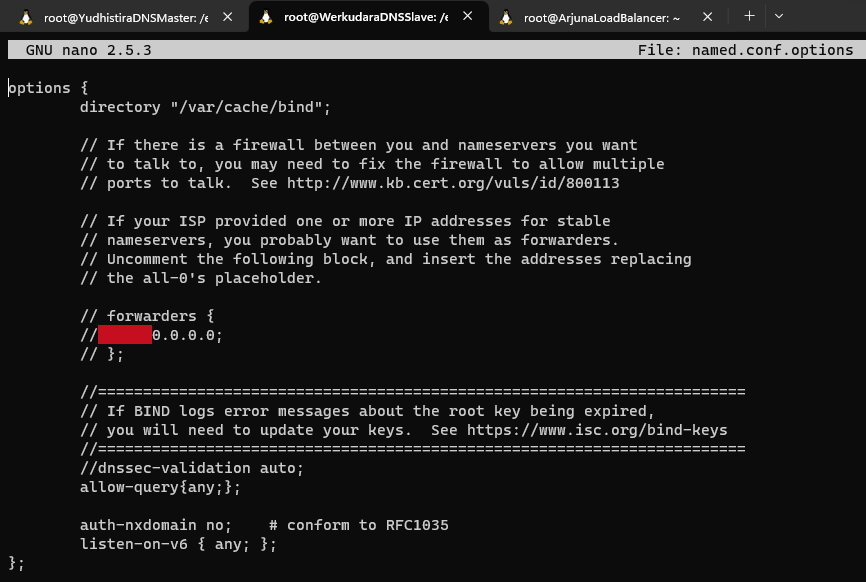 root@YudhistiraDNSMaster: /e
root@WerkudaraDNSSlave: /e
root@ArjunaLoadBalancer: ~
GNU nano 2.5.3 File: named.conf.options
options {
directory "/var/cache/bind";
// If there is a firewall between you and nameservers you want
// to talk to, you may need to fix the firewall to allow multiple
// ports to talk.  See http://www.kb.cert.org/vuls/id/800113
// If your ISP provided one or more IP addresses for stable
// nameservers, you probably want to use them as forwarders.
// Uncomment the following block, and insert the addresses replacing
// the all-0's placeholder.
// forwarders {
//      0.0.0.0;
// };
//========================================================================
// If BIND logs error messages about the root key being expired,
// you will need to update your keys.  See https://www.isc.org/bind-keys
//========================================================================
//dnssec-validation auto;
allow-query{any;};
auth-nxdomain no;    # conform to RFC1035
listen-on-v6 { any; };
};